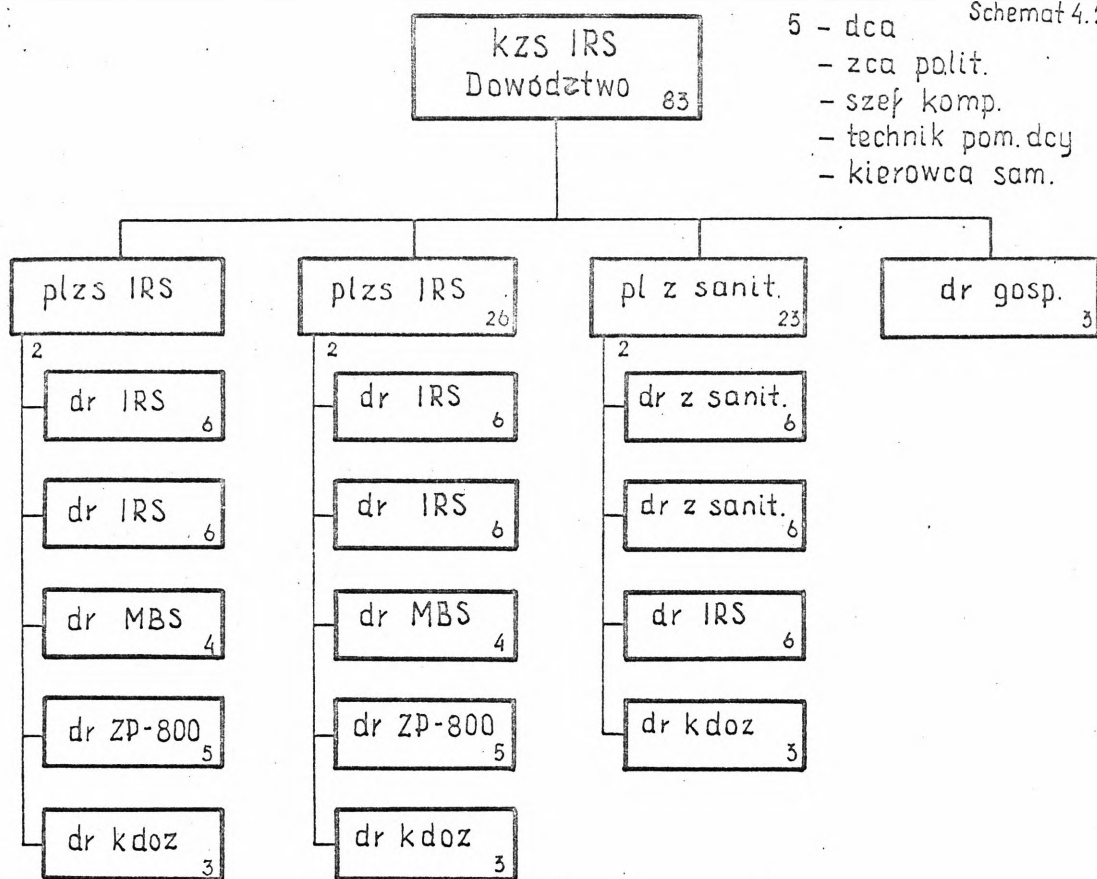 Schemat 4.
kzs IRS
Dowództwo 83
5 - dca
- zca polit.
- szef komp.
- technik pom. dcy
- kierowca sam.
plzs IRS
2
dr IRS
6
dr IRS
6
dr MBS
4
dr ZP-800
5
dr kdoz
3
plzs IRS
26
2
dr IRS
6
dr IRS
6
dr MBS
4
dr ZP-800
5
dr kdoz
3
pl z sanit.
23
2
dr z sanit.
6
dr z sanit.
6
dr IRS
6
dr kdoz
3
dr gosp.
3